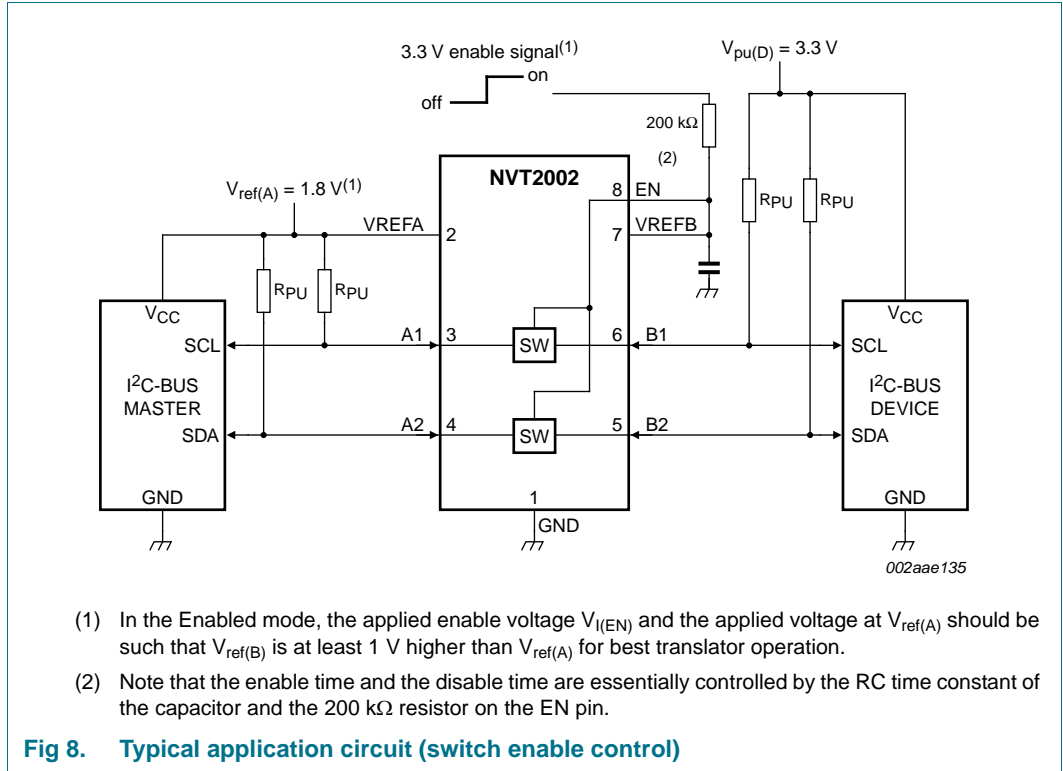 3.3 V enable signal(1)
on
off
Vpu(D) = 3.3 V
200 kΩ
(2)
NVT2002
8 EN
Vref(A) = 1.8 V(1)
VREFA 2
7 VREFB
RPU
RPU
RPU
RPU
VCC
SCL
I2C-BUS
MASTER
SDA
GND
A1 3
SW
6 B1
A2 4
SW
5 B2
1
GND
VCC
SCL
I2C-BUS
DEVICE
SDA
GND
002aae135
(1) In the Enabled mode, the applied enable voltage VI(EN) and the applied voltage at Vref(A) should be
such that Vref(B) is at least 1 V higher than Vref(A) for best translator operation.
(2) Note that the enable time and the disable time are essentially controlled by the RC time constant of
the capacitor and the 200 kΩ resistor on the EN pin.
Fig 8. Typical application circuit (switch enable control)